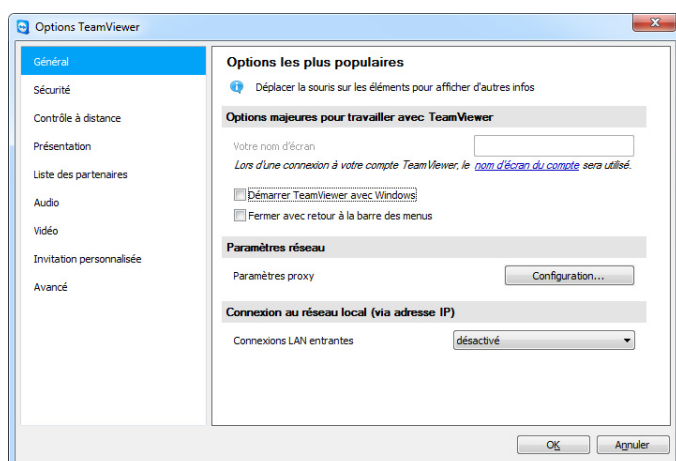 Options TeamViewer
Général
Sécurité
Contrôle à distance
Présentation
Liste des partenaires
Audio
Vidéo
Invitation personnalisée
Avancé
Options les plus populaires
Déplacer la souris sur les éléments pour afficher d'autres infos
Options majeures pour travailler avec TeamViewer
Votre nom d'écran
Lors d'une connexion à votre compte TeamViewer, le nom d'écran du compte sera utilisé.
Démarrer TeamViewer avec Windows
Fermer avec retour à la barre des menus
Paramètres réseau
Paramètres proxy
Configuration...
Connexion au réseau local (via adresse IP)
Connexions LAN entrantes
désactivé
OK
Annuler